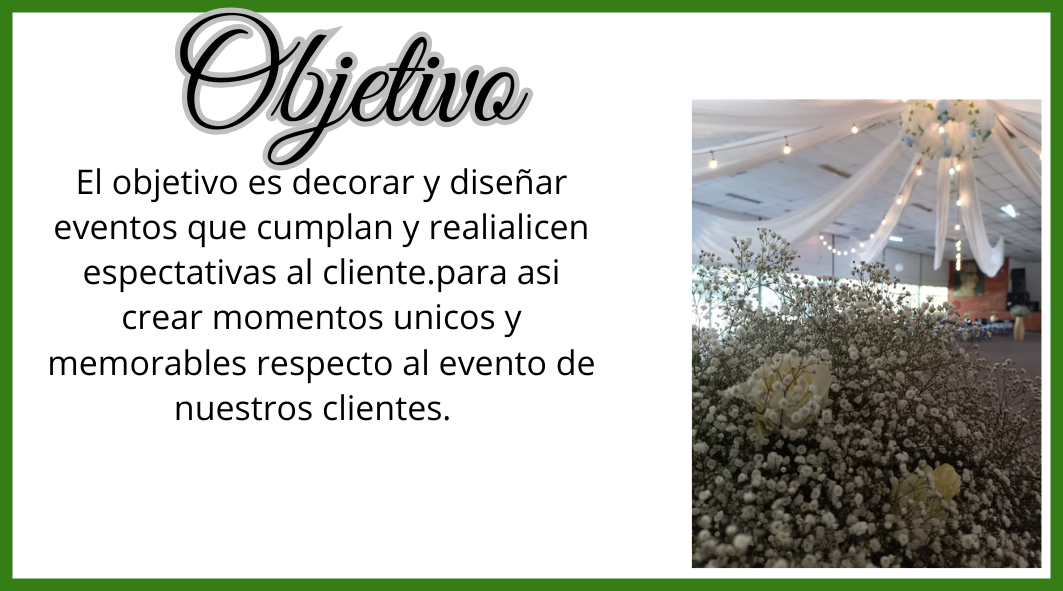 Objetivo
El objetivo es decorar y diseñar
eventos que cumplan y realialicen
espectativas al cliente.para asi
crear momentos unicos y
memorables respecto al evento de
nuestros clientes.